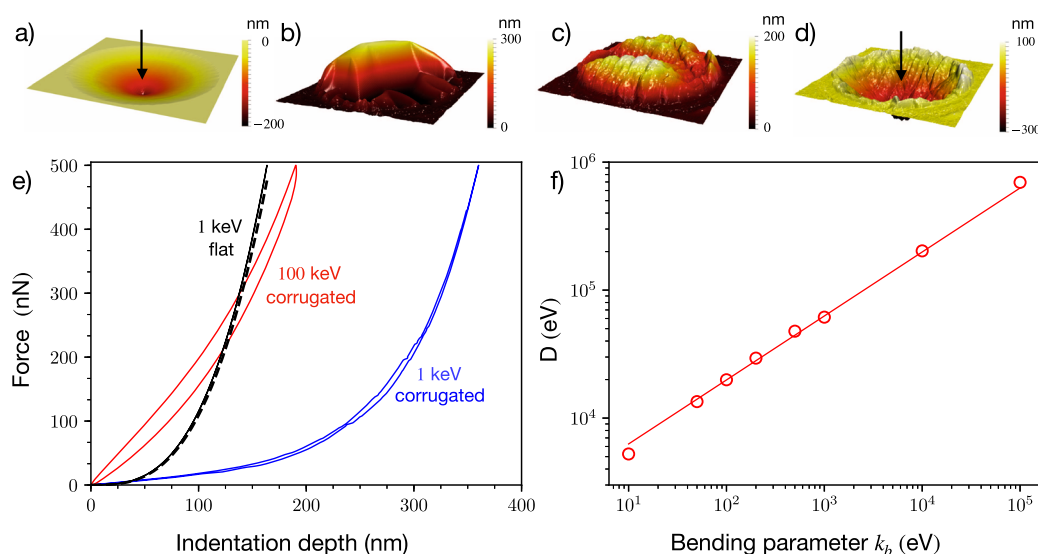 a)
nm
0
−200
b)
nm
300
0
c)
nm
200
0
d)
nm
100
−300
e)
500
400
300
200
100
0
0
100
200
300
400
Force (nN)
Indentation depth (nm)
1 keV
flat
100 keV
corrugated
1 keV
corrugated
f)
10^6
10^5
10^4
10^1
10^2
10^3
10^4
10^5
D (eV)
Bending parameter k_b (eV)